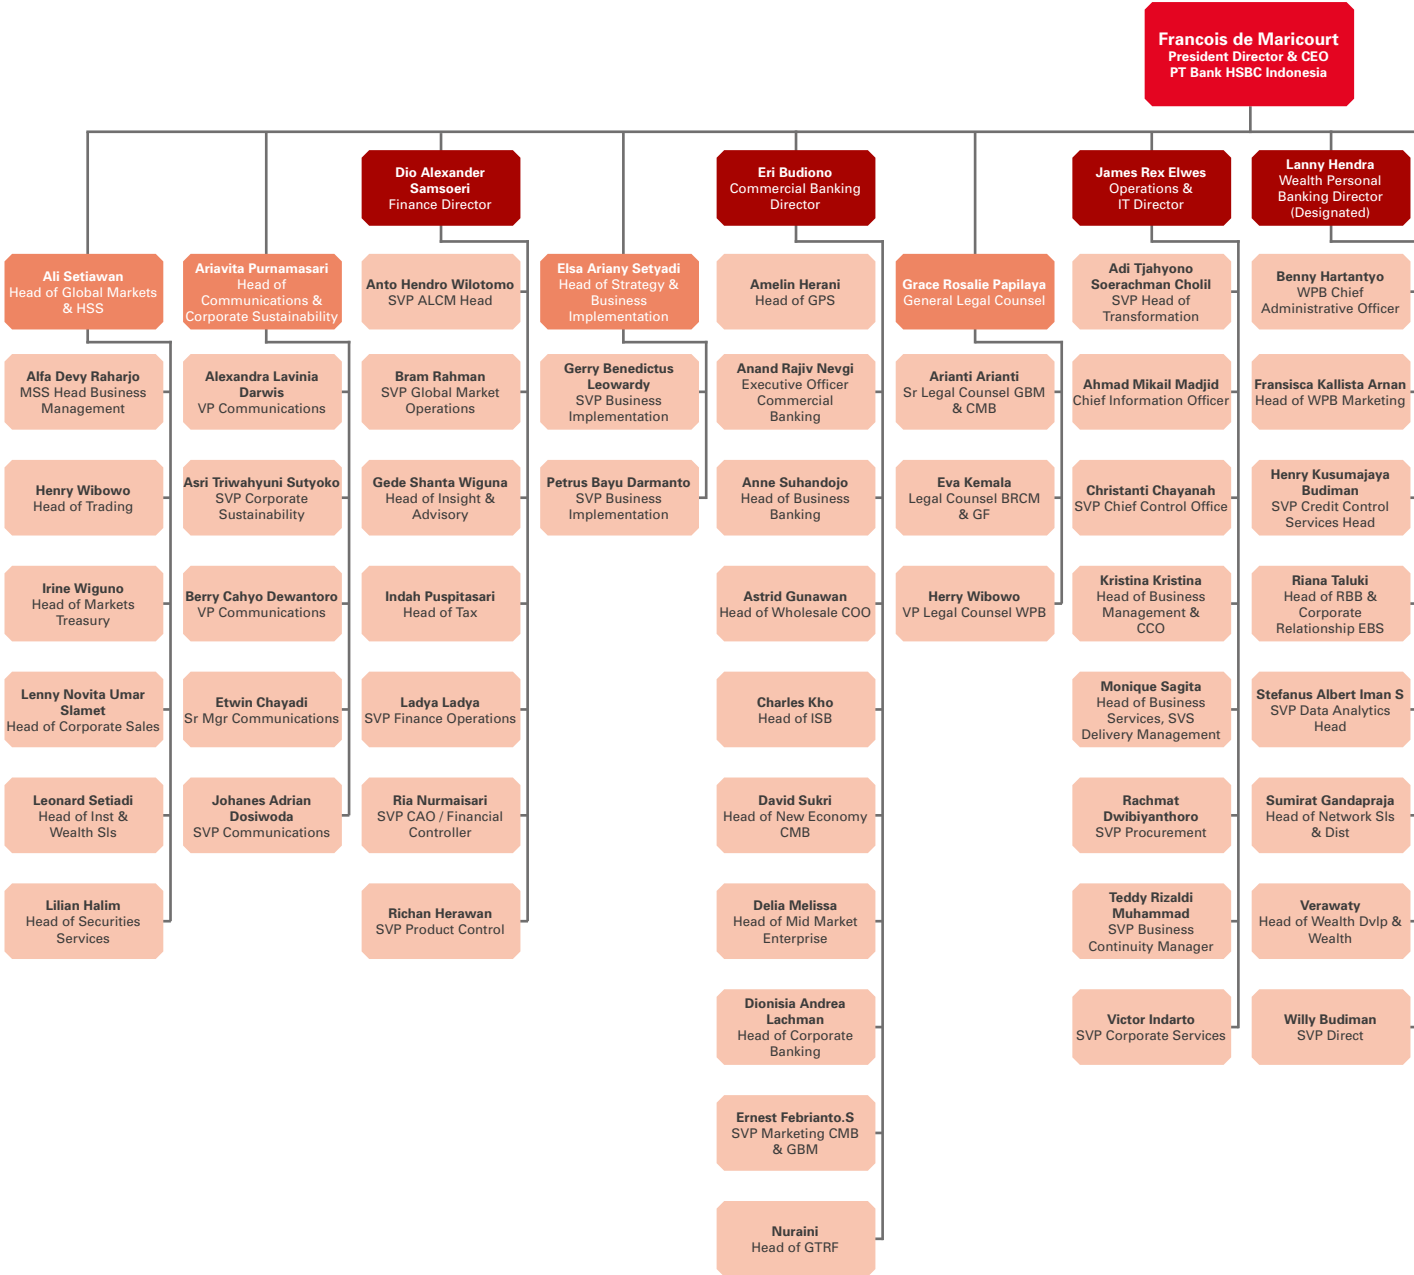 Francois de Maricourt
President Director & CEO
PT Bank HSBC Indonesia
Dio Alexander
Samsoeri
Finance Director
Eri Budiono
Commercial Banking
Director
James Rex Elwes
Operations &
IT Director
Lanny Hendra
Wealth Personal
Banking Director
(Designated)
Ali Setiawan
Head of Global Markets
& HSS
Ariavita Purnamasari
Head of
Communications &
Corporate Sustainability
Anto Hendro Wilotomo
SVP ALCM Head
Elsa Ariany Setyadi
Head of Strategy &
Business
Implementation
Amelin Herani
Head of GPS
Grace Rosalie Papilaya
General Legal Counsel
Adi Tjahyono
Soerachman Cholil
SVP Head of
Transformation
Benny Hartantyo
WPB Chief
Administrative Officer
Alfa Devy Raharjo
MSS Head Business
Management
Alexandra Lavinia
Darwis
VP Communications
Bram Rahman
SVP Global Market
Operations
Gerry Benedictus
Leowardy
SVP Business
Implementation
Anand Rajiv Nevgi
Executive Officer
Commercial
Banking
Arianti Arianti
Sr Legal Counsel GBM
& CMB
Ahmad Mikail Madjid
Chief Information Officer
Fransisca Kallista Arnan
Head of WPB Marketing
Henry Wibowo
Head of Trading
Asri Triwahyuni Sutyoko
SVP Corporate
Sustainability
Gede Shanta Wiguna
Head of Insight &
Advisory
Petrus Bayu Darmanto
SVP Business
Implementation
Anne Suhandojo
Head of Business
Banking
Eva Kemala
Legal Counsel BRCM
& GF
Christanti Chayanah
SVP Chief Control Office
Henry Kusumajaya
Budiman
SVP Credit Control
Services Head
Irine Wiguno
Head of Markets
Treasury
Berry Cahyo Dewantoro
VP Communications
Indah Puspitasari
Head of Tax
Astrid Gunawan
Head of Wholesale COO
Herry Wibowo
VP Legal Counsel WPB
Kristina Kristina
Head of Business
Management &
CCO
Riana Taluki
Head of RBB &
Corporate
Relationship EBS
Lenny Novita Umar
Slamet
Head of Corporate Sales
Etwin Chayadi
Sr Mgr Communications
Ladya Ladya
SVP Finance Operations
Charles Kho
Head of ISB
Monique Sagita
Head of Business
Services, SVS
Delivery Management
Stefanus Albert Iman S
SVP Data Analytics
Head
Leonard Setiadi
Head of Inst &
Wealth Sls
Johanes Adrian
Dosiwoda
SVP Communications
Ria Nurmaisari
SVP CAO / Financial
Controller
David Sukri
Head of New Economy
CMB
Rachmat
Dwibiyanthoro
SVP Procurement
Sumirat Gandapraja
Head of Network Sls
& Dist
Lilian Halim
Head of Securities
Services
Richan Herawan
SVP Product Control
Delia Melissa
Head of Mid Market
Enterprise
Teddy Rizaldi
Muhammad
SVP Business
Continuity Manager
Verawaty
Head of Wealth Dvlp &
Wealth
Dionisia Andrea
Lachman
Head of Corporate
Banking
Victor Indarto
SVP Corporate Services
Willy Budiman
SVP Direct
Ernest Febrianto.S
SVP Marketing CMB
& GBM
Nuraini
Head of GTRF